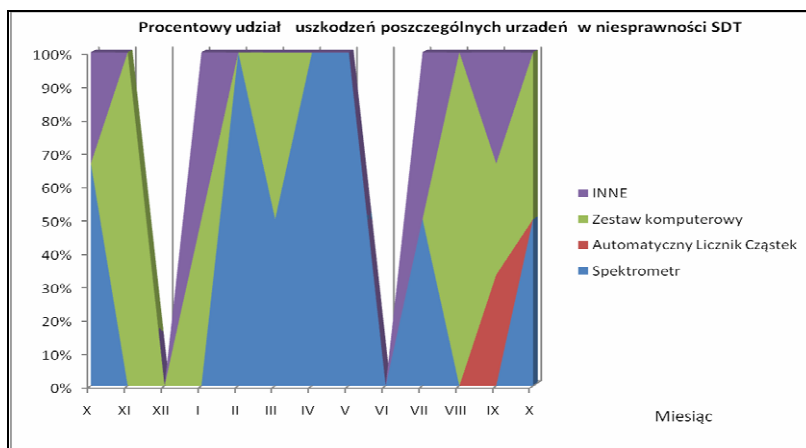 Procentowy udział uszkodzeń poszczególnych urzadeń w niesprawności SDT
100%
90%
80%
70%
60%
50%
40%
30%
20%
10%
0%
X XI XII I II III IV V VI VII VIII IX X
Miesiąc
INNE
Zestaw komputerowy
Automatyczny Licznik Cząstek
Spektrometr